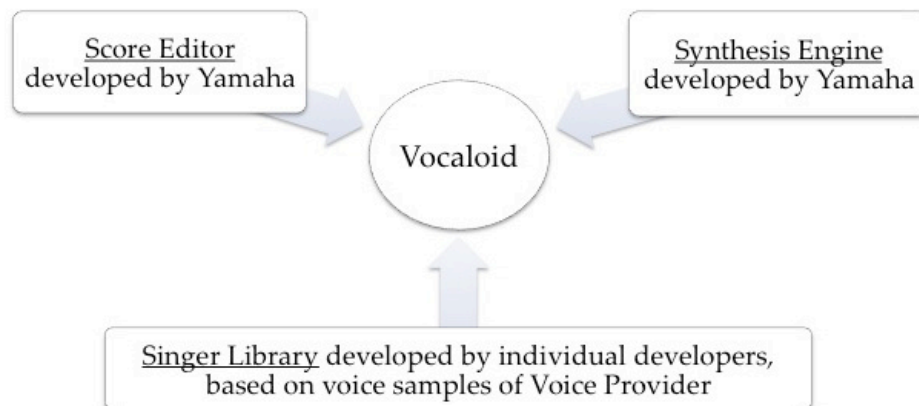 Score Editor
developed by Yamaha
Synthesis Engine
developed by Yamaha
Vocaloid
Singer Library developed by individual developers,
based on voice samples of Voice Provider